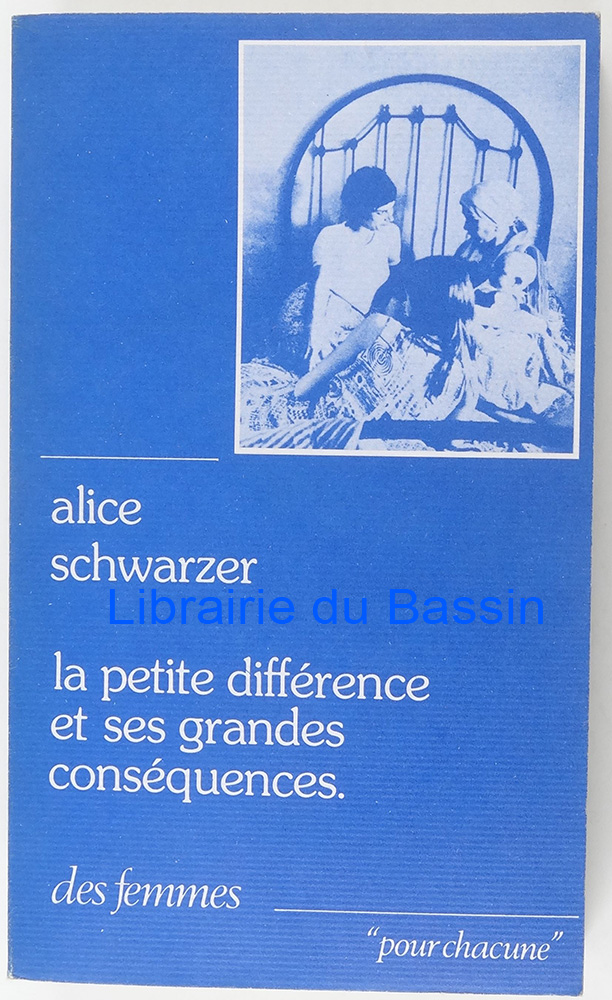 alice
schwarzer
Librairie du Bassin
la petite différence
et ses grandes
conséquences.
des femmes
"pour chacune"